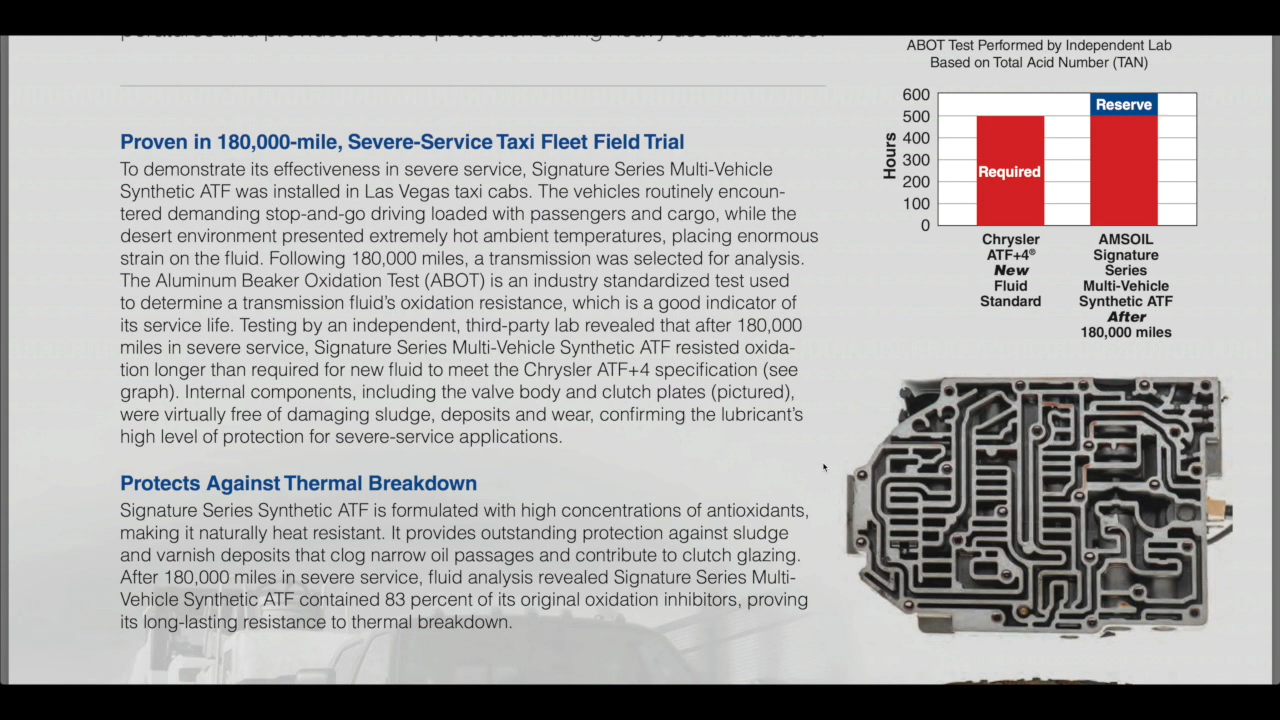 peratures and provides reserve protection during heavy use and abuse.
Proven in 180,000-mile, Severe-Service Taxi Fleet Field Trial
To demonstrate its effectiveness in severe service, Signature Series Multi-Vehicle
Synthetic ATF was installed in Las Vegas taxi cabs. The vehicles routinely encoun-
tered demanding stop-and-go driving loaded with passengers and cargo, while the
desert environment presented extremely hot ambient temperatures, placing enormous
strain on the fluid. Following 180,000 miles, a transmission was selected for analysis.
The Aluminum Beaker Oxidation Test (ABOT) is an industry standardized test used
to determine a transmission fluid's oxidation resistance, which is a good indicator of
its service life. Testing by an independent, third-party lab revealed that after 180,000
miles in severe service, Signature Series Multi-Vehicle Synthetic ATF resisted oxida-
tion longer than required for new fluid to meet the Chrysler ATF+4 specification (see
graph). Internal components, including the valve body and clutch plates (pictured),
were virtually free of damaging sludge, deposits and wear, confirming the lubricant's
high level of protection for severe-service applications.
Protects Against Thermal Breakdown
Signature Series Synthetic ATF is formulated with high concentrations of antioxidants,
making it naturally heat resistant. It provides outstanding protection against sludge
and varnish deposits that clog narrow oil passages and contribute to clutch glazing.
After 180,000 miles in severe service, fluid analysis revealed Signature Series Multi-
Vehicle Synthetic ATF contained 83 percent of its original oxidation inhibitors, proving
its long-lasting resistance to thermal breakdown.
ABOT Test Performed by Independent Lab
Based on Total Acid Number (TAN)
Hours
600
500
400
300
200
100
0
Required
Reserve
Chrysler
ATF+4®
New
Fluid
Standard
AMSOIL
Signature
Series
Multi-Vehicle
Synthetic ATF
After
180,000 miles